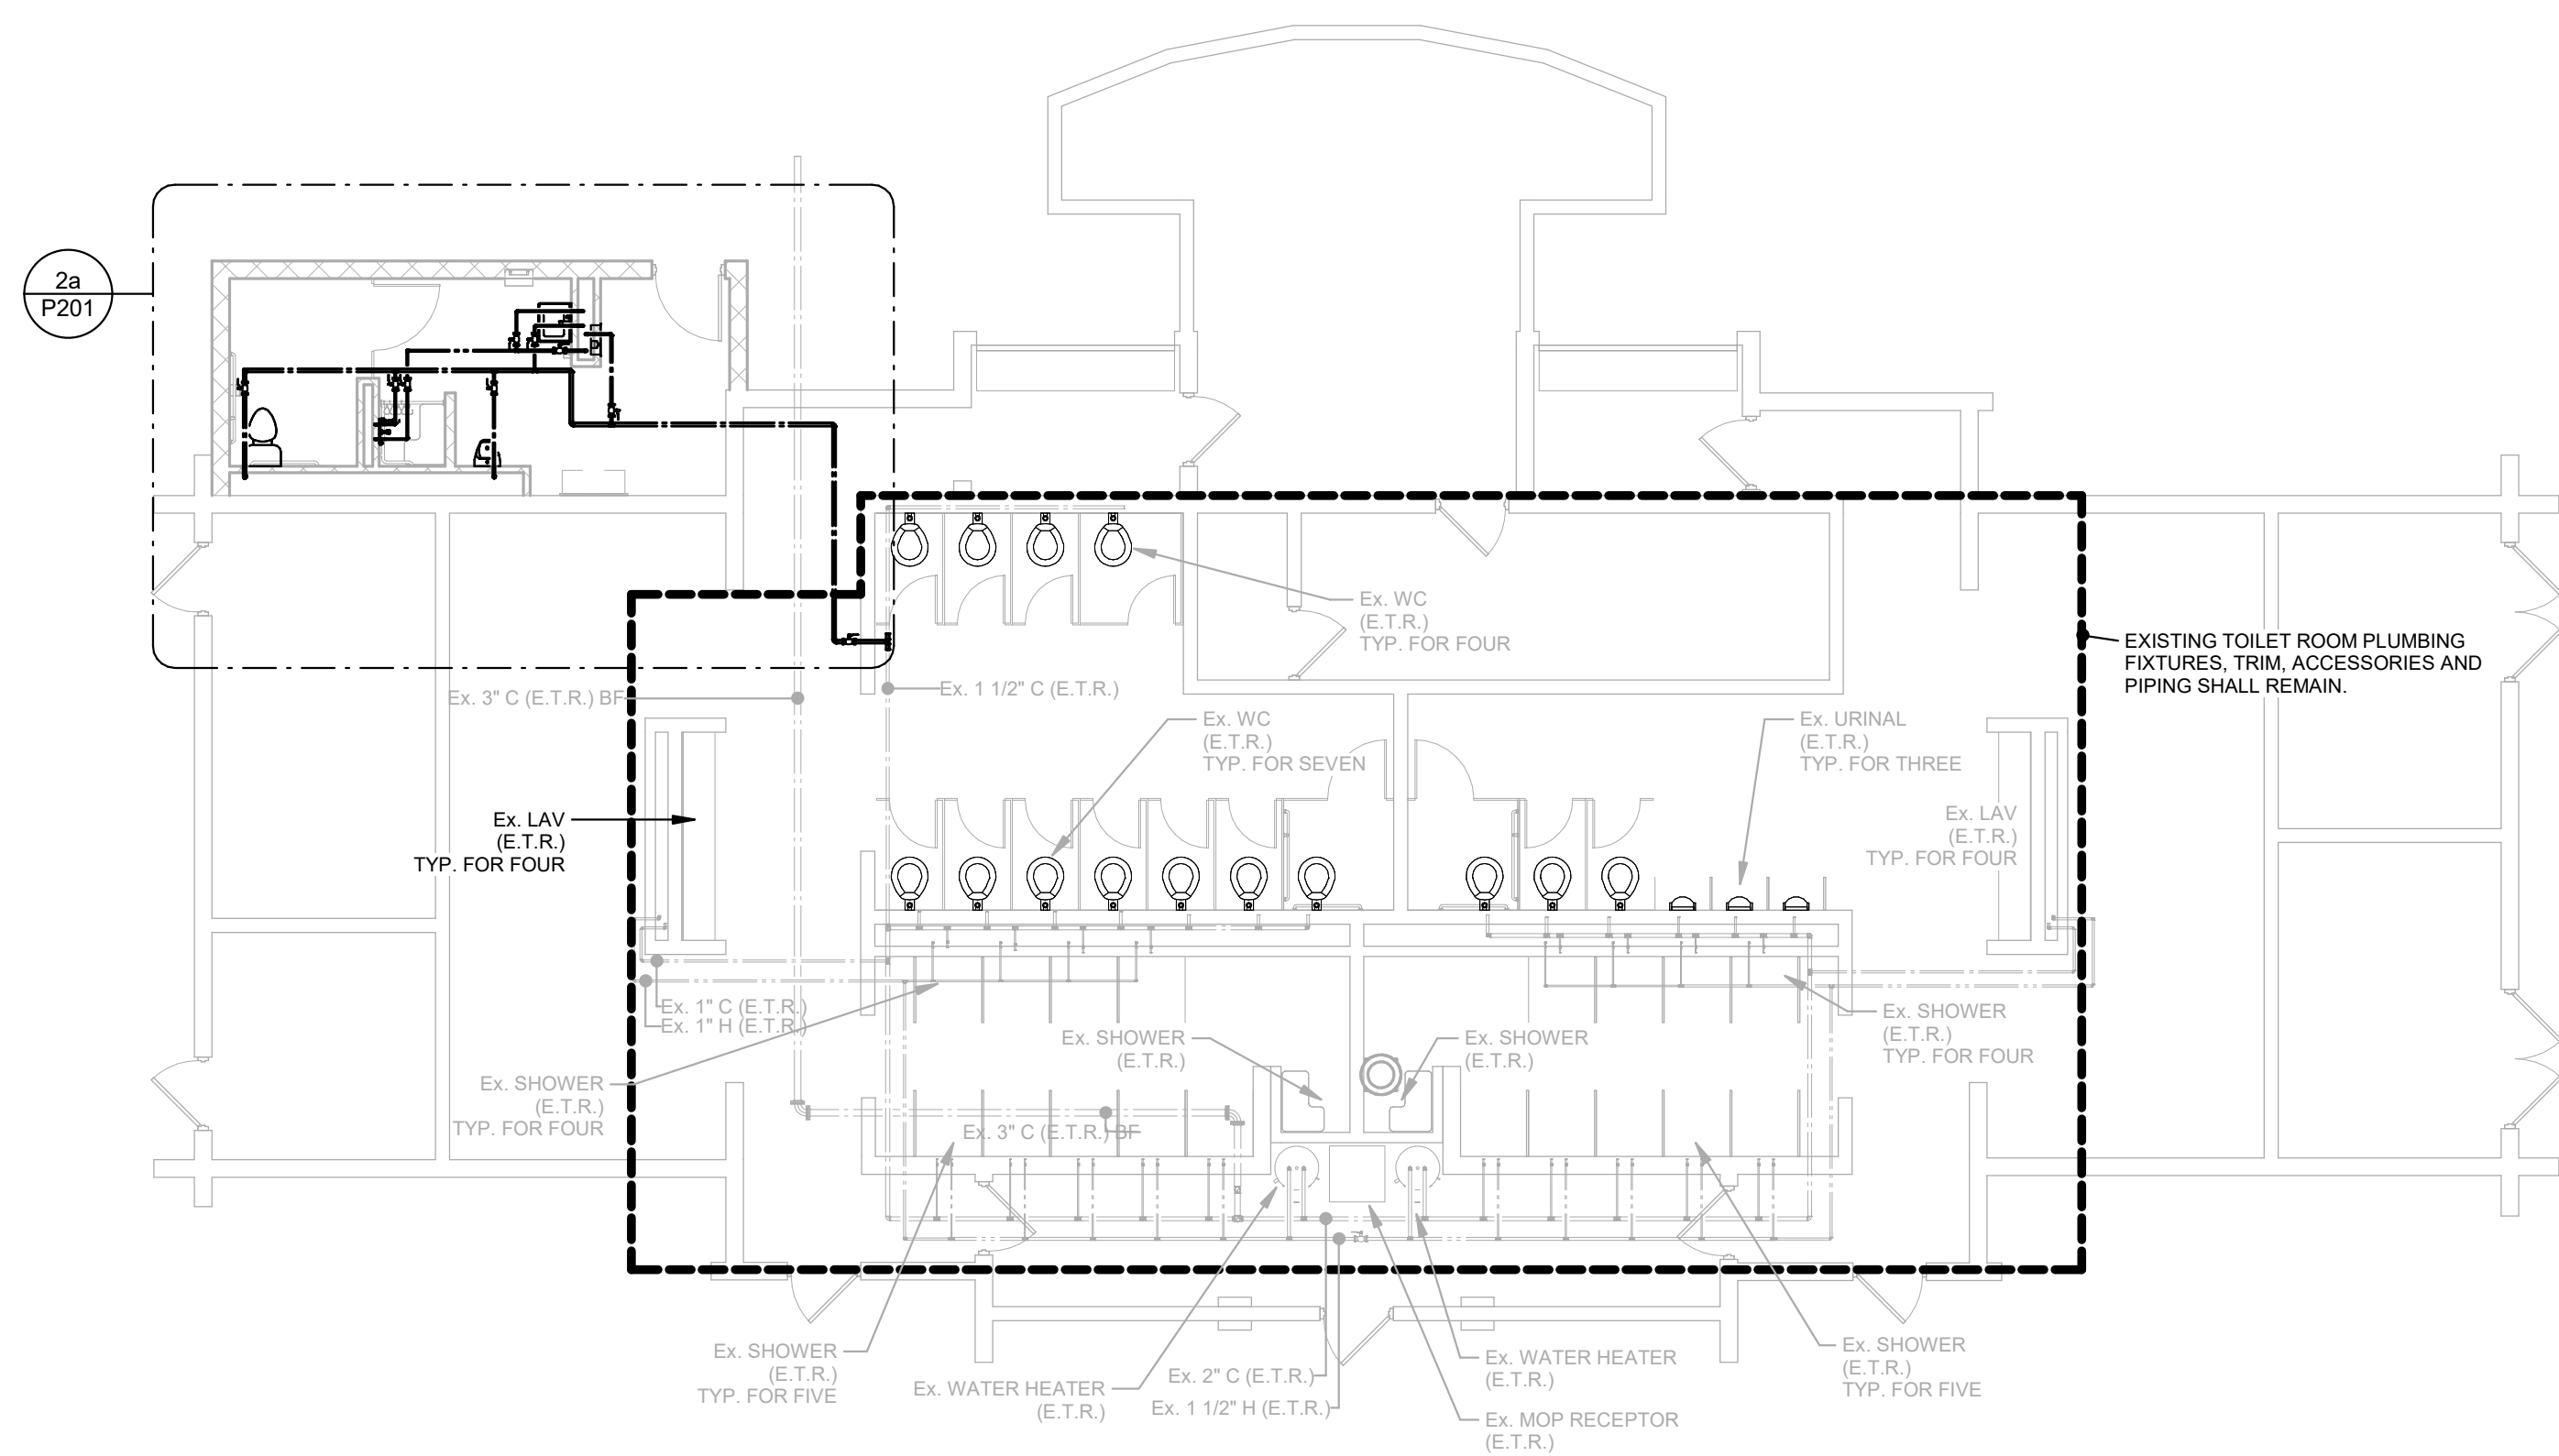 2a
P201
Ex. WC
(E.T.R.)
TYP. FOR FOUR
EXISTING TOILET ROOM PLUMBING
FIXTURES, TRIM, ACCESSORIES AND
PIPING SHALL REMAIN.
Ex. 3" C (E.T.R.) BF
Ex. 1 1/2" C (E.T.R.)
Ex. WC
(E.T.R.)
TYP. FOR SEVEN
Ex. URINAL
(E.T.R.)
TYP. FOR THREE
Ex. LAV
(E.T.R.)
TYP. FOR FOUR
Ex. LAV
(E.T.R.)
TYP. FOR FOUR
Ex. 1" C (E.T.R.)
Ex. 1" H (E.T.R.)
Ex. SHOWER
(E.T.R.)
Ex. SHOWER
(E.T.R.)
Ex. SHOWER
(E.T.R.)
TYP. FOR FOUR
Ex. SHOWER
(E.T.R.)
TYP. FOR FOUR
Ex. 3" C (E.T.R.) BF
Ex. SHOWER
(E.T.R.)
TYP. FOR FIVE
Ex. WATER HEATER
(E.T.R.)
Ex. 2" C (E.T.R.)
Ex. 1 1/2" H (E.T.R.)
Ex. WATER HEATER
(E.T.R.)
Ex. MOP RECEPTOR
(E.T.R.)
Ex. SHOWER
(E.T.R.)
TYP. FOR FIVE